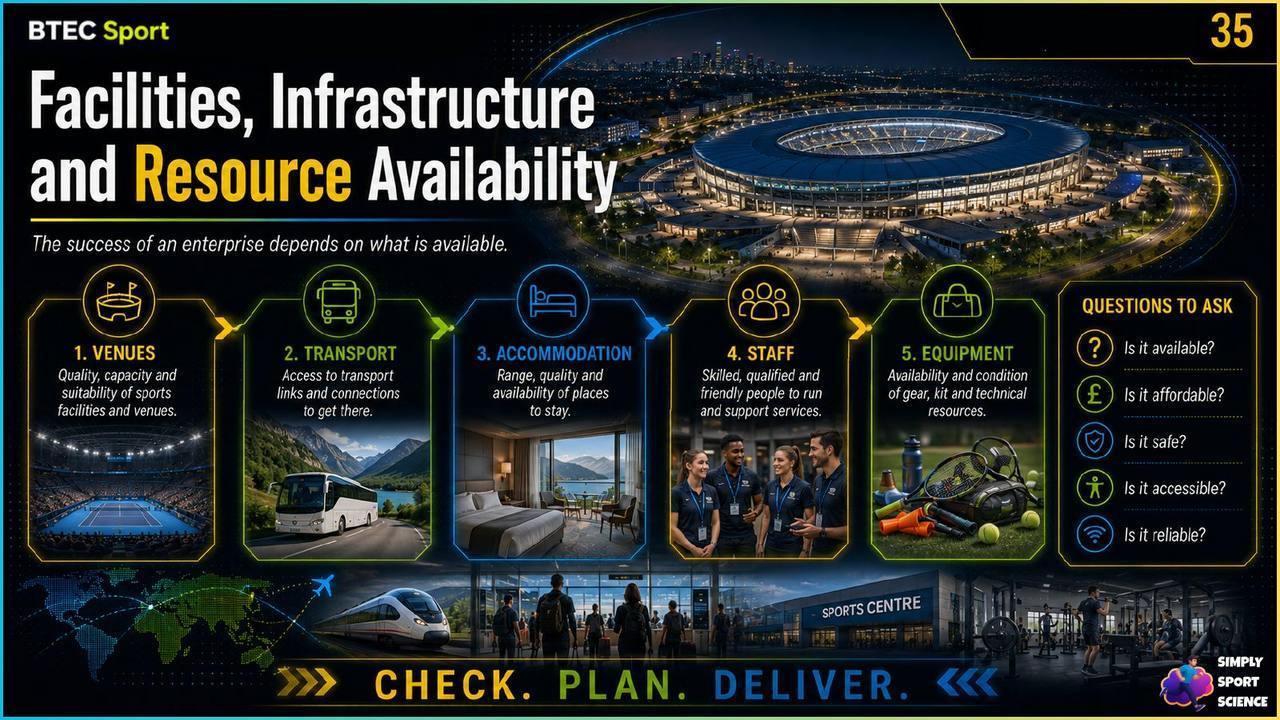 BTEC Sport
35
Facilities, Infrastructure
and Resource Availability
The success of an enterprise depends on what is available.
1. VENUES
Quality, capacity and
suitability of sports
facilities and venues.
2. TRANSPORT
Access to transport
links and connections
to get there.
3. ACCOMMODATION
Range, quality and
availability of places
to stay.
4. STAFF
Skilled, qualified and
friendly people to run
and support services.
5. EQUIPMENT
Availability and condition
of gear, kit and technical
resources.
QUESTIONS TO ASK
?
Is it available?
£
Is it affordable?
Is it safe?
Is it accessible?
Is it reliable?
SPORTS CENTRE
CHECK. PLAN. DELIVER.
SIMPLY
SPORT
SCIENCE